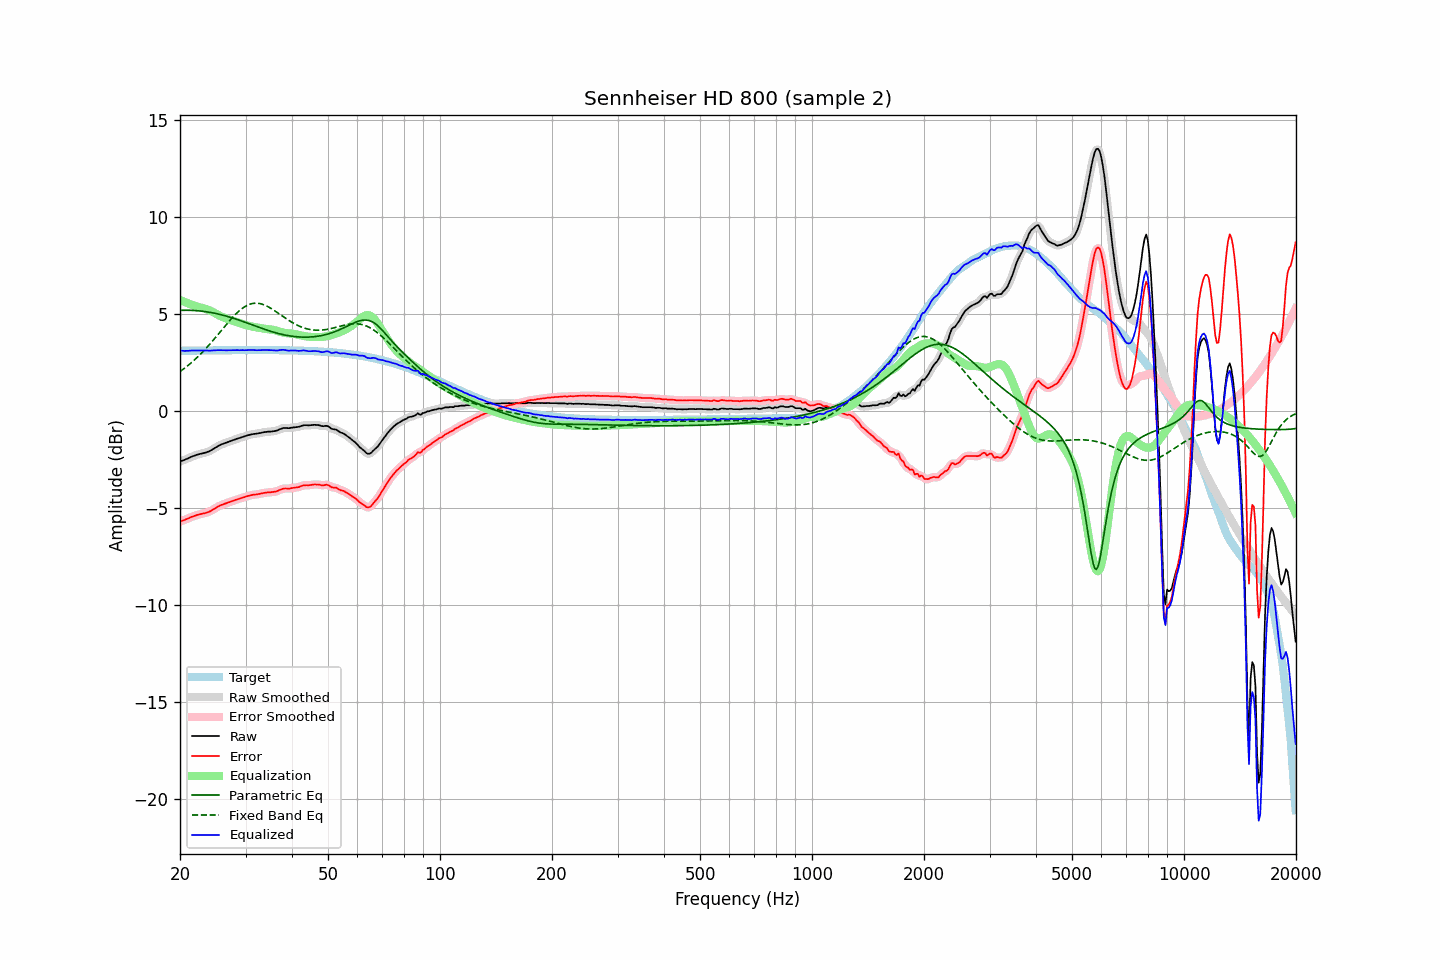 Sennheiser HD 800 (sample 2)
15
10
5
0
−5
−10
−15
−20
Amplitude (dBr)
Target
Raw Smoothed
Error Smoothed
Raw
Error
Equalization
Parametric Eq
Fixed Band Eq
Equalized
20
50
100
200
500
1000
2000
5000
10000
20000
Frequency (Hz)